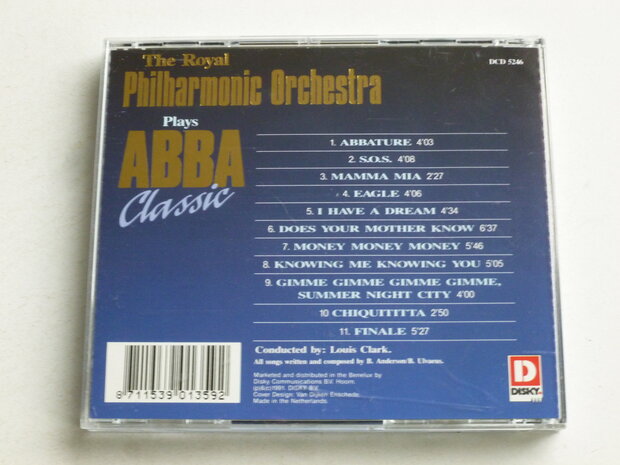 The Royal
Philharmonic Orchestra
DCD 5246
Plays
ABBA
Classic
1. ABBATURE 4'03
2. S.O.S. 4'08
3. MAMMA MIA 2'27
4. EAGLE 4'06
5. I HAVE A DREAM 4'34
6. DOES YOUR MOTHER KNOW 6'37
7. MONEY MONEY MONEY 5'46
8. KNOWING ME KNOWING YOU 5'05
9. GIMME GIMME GIMME GIMME,
SUMMER NIGHT CITY 4'00
10 CHIQUTITTA 2'50
11. FINALE 5'27
Conducted by: Louis Clark.
All songs written and composed by B. Anderson/B. Ulvaeus.
Marketed and distributed in the Benelux by
Disky Communications B.V. Hoorn.
(p)&(c)1991. DISKY B.V.
Cover Design: Van Dijken Enschede.
Made in the Netherlands.
8 711539 013592
D
DISKY